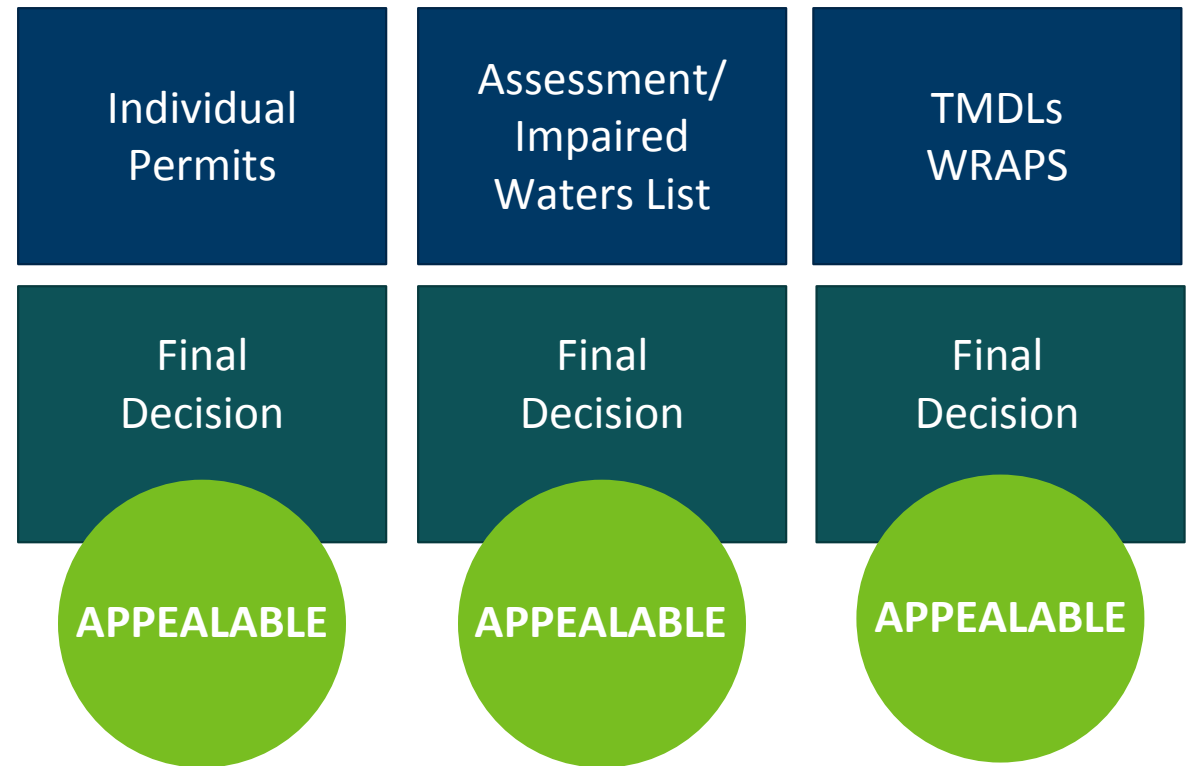 Individual
Permits
Assessment/
Impaired
Waters List
TMDLs
WRAPS
Final
Decision
Final
Decision
Final
Decision
APPEALABLE
APPEALABLE
APPEALABLE